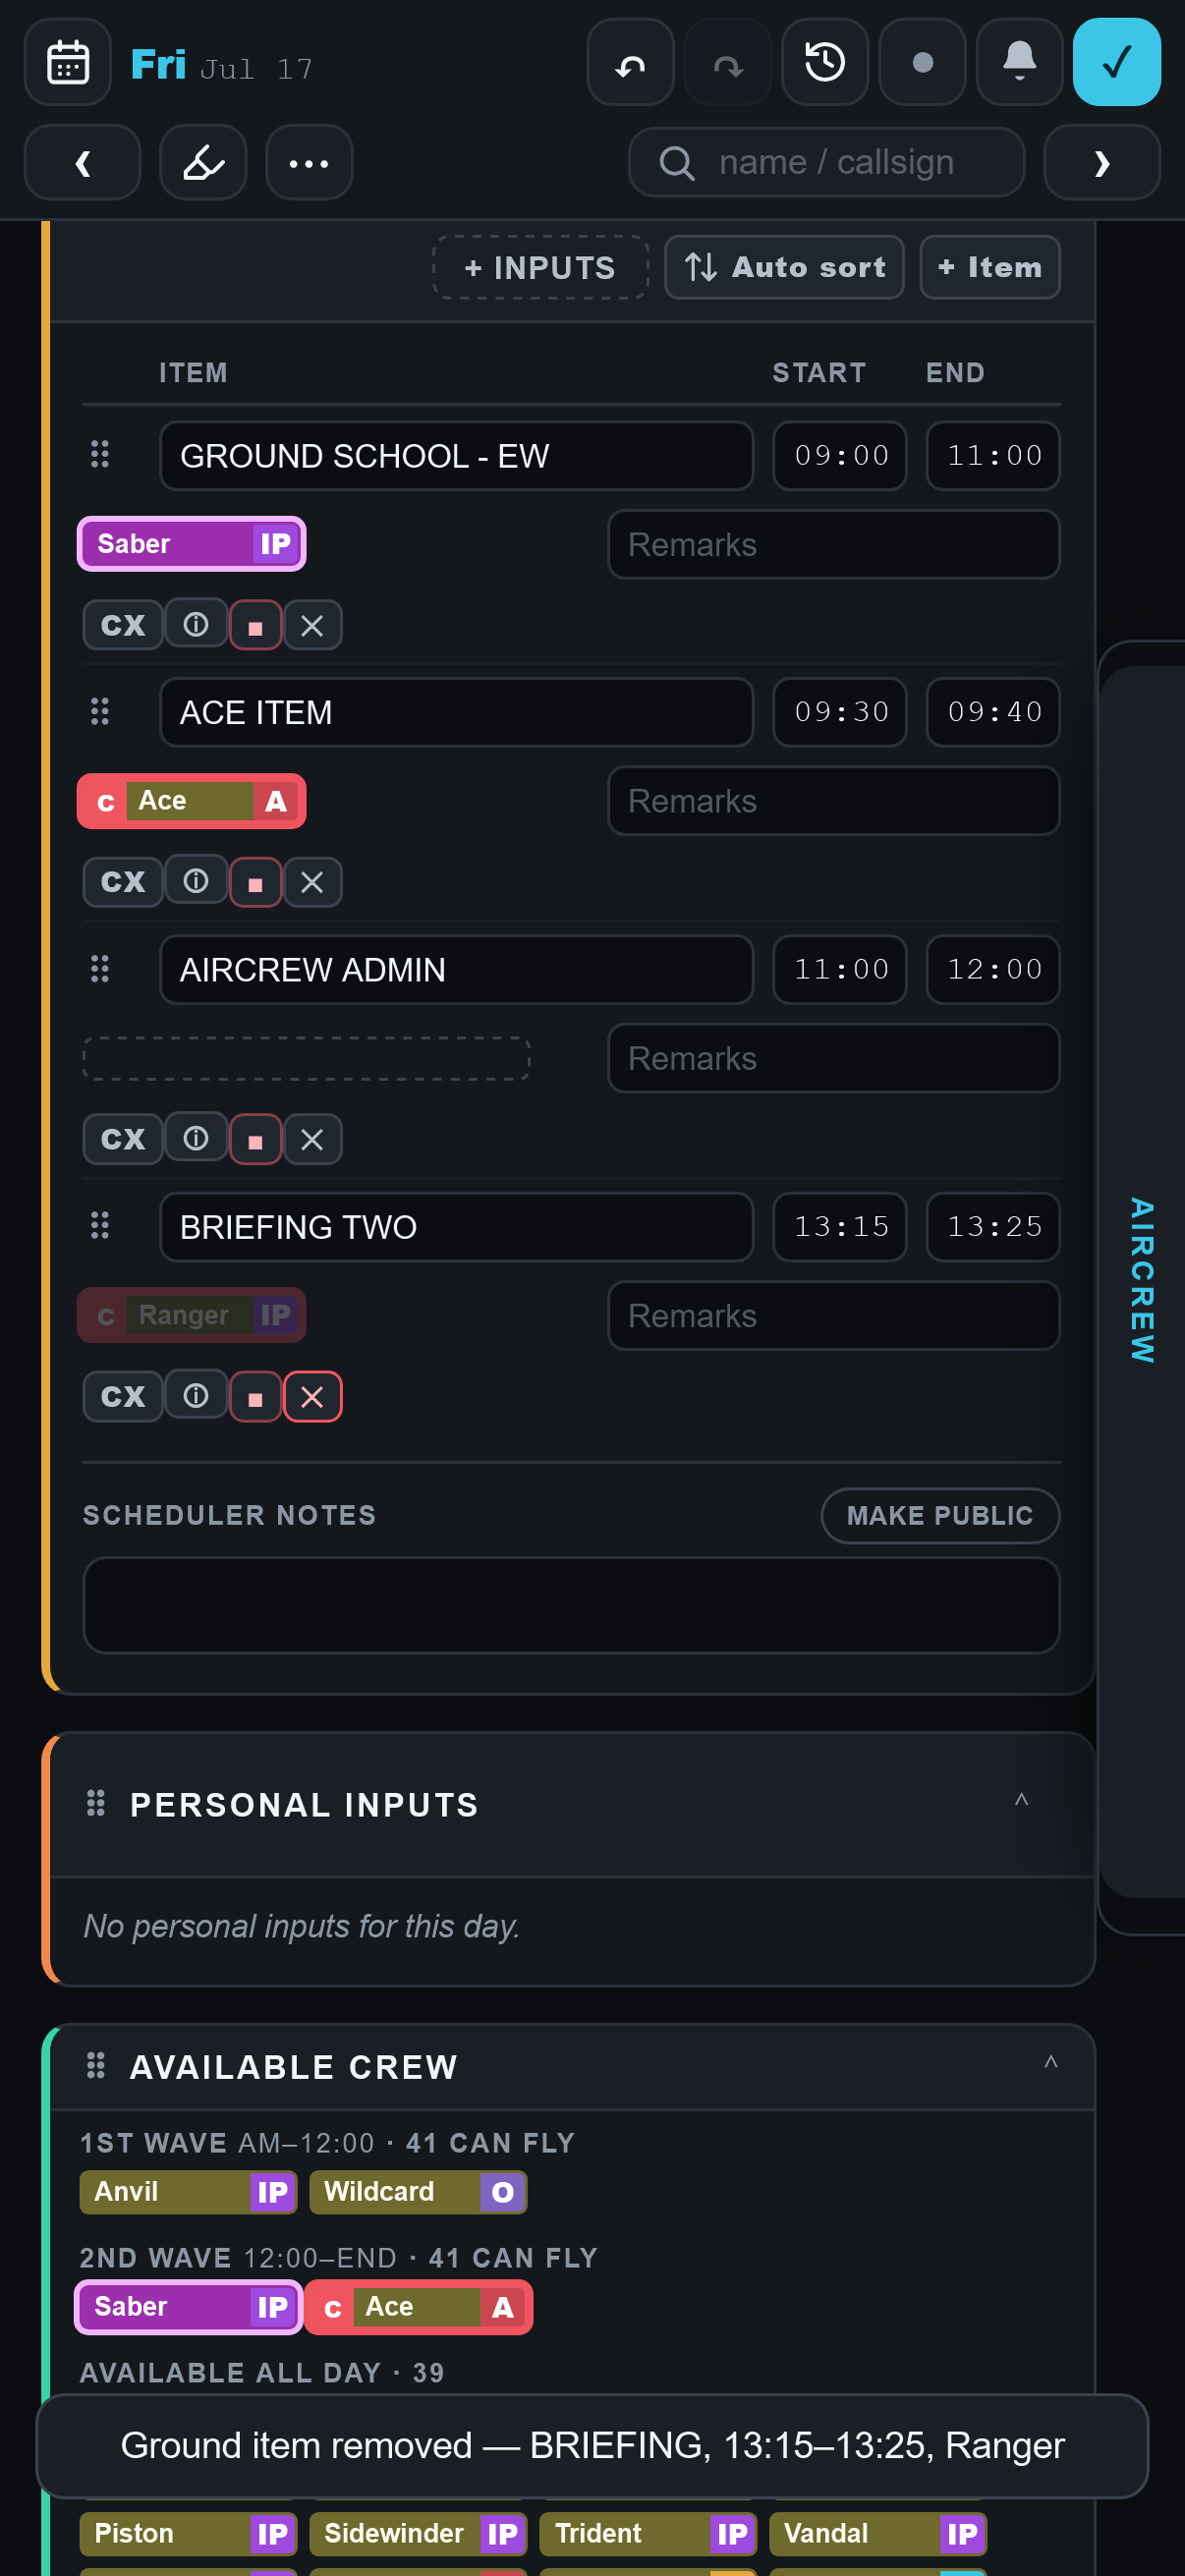 Fri Jul 17
name / callsign
+ INPUTS Auto sort + Item
ITEM START END
GROUND SCHOOL - EW 09:00 11:00
Saber IP Remarks
CX
ACE ITEM 09:30 09:40
c Ace A Remarks
CX
AIRCREW ADMIN 11:00 12:00
Remarks
CX
AIRCREW
BRIEFING TWO 13:15 13:25
c Ranger IP Remarks
CX
SCHEDULER NOTES MAKE PUBLIC
PERSONAL INPUTS
No personal inputs for this day.
AVAILABLE CREW
1ST WAVE AM–12:00 · 41 CAN FLY
Anvil IP Wildcard O
2ND WAVE 12:00–END · 41 CAN FLY
Saber IP c Ace A
AVAILABLE ALL DAY · 39
Ground item removed — BRIEFING, 13:15–13:25, Ranger
Piston IP Sidewinder IP Trident IP Vandal IP